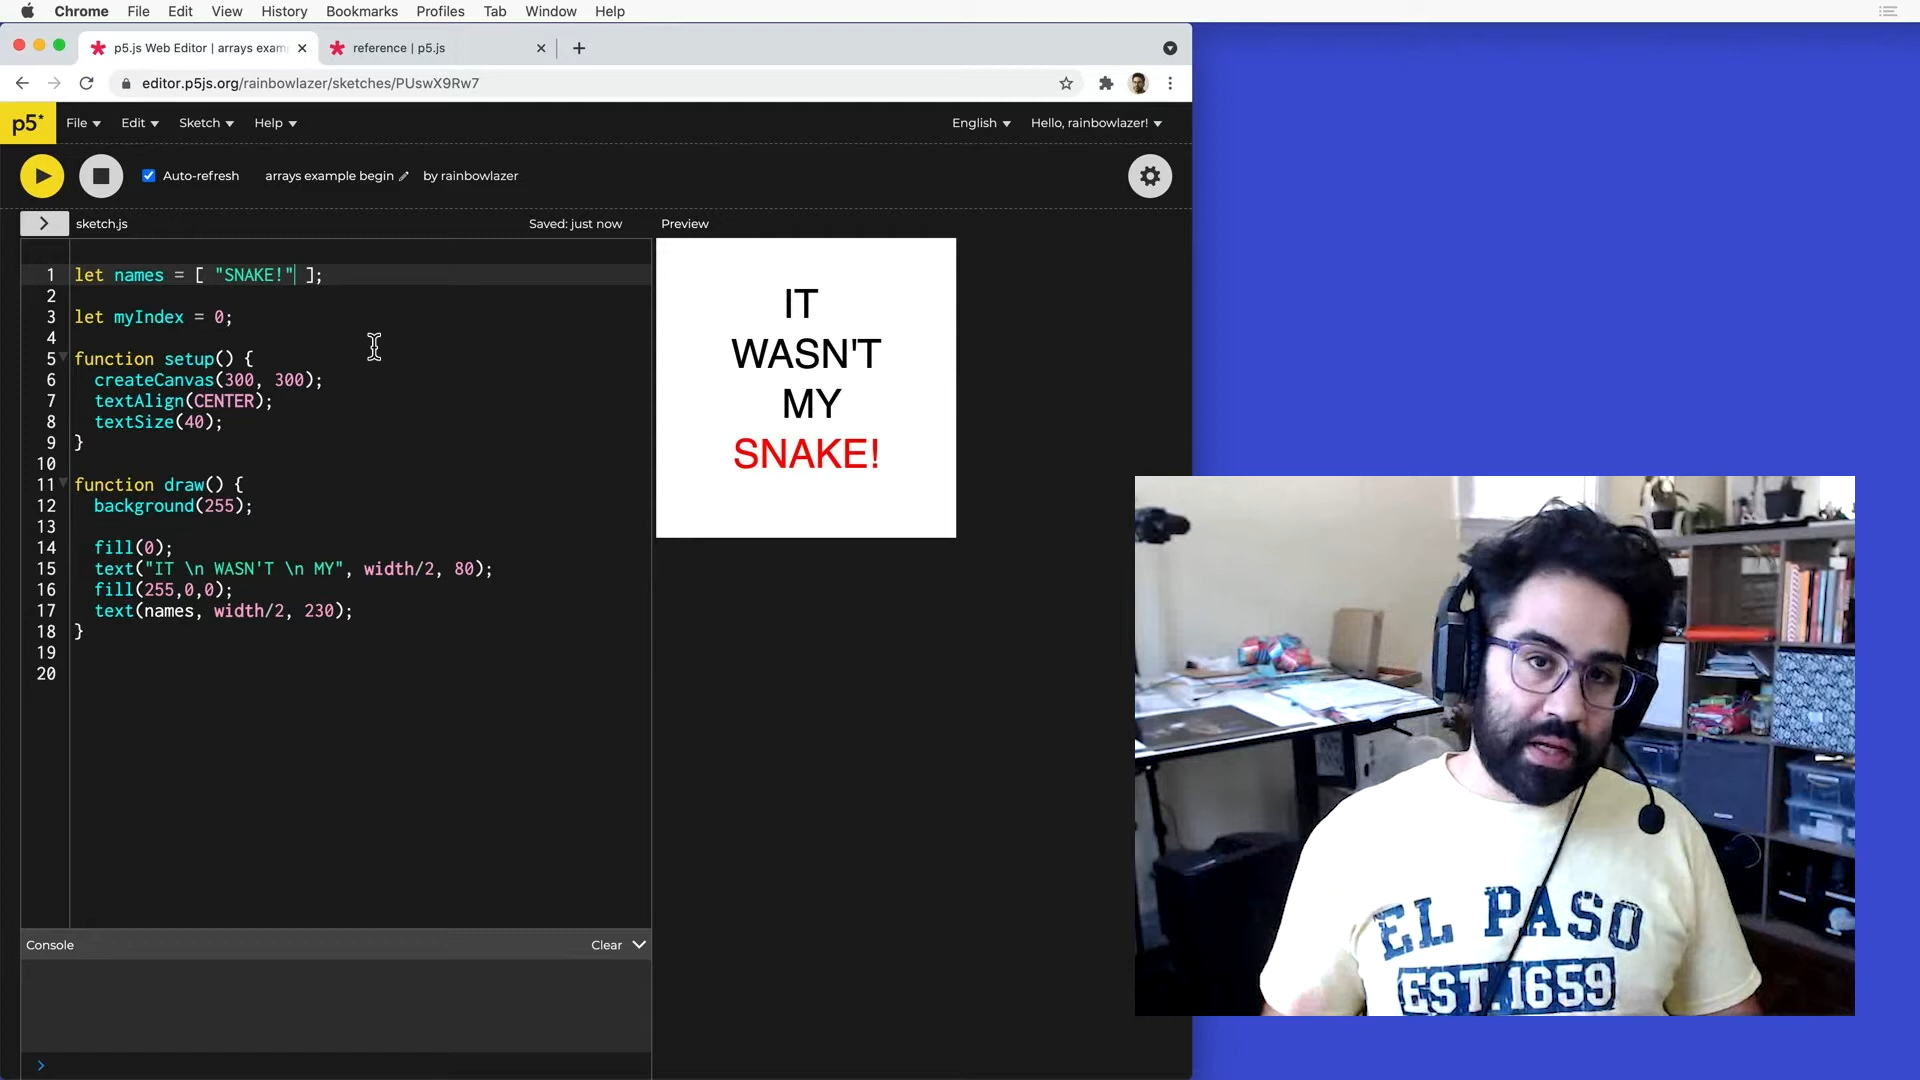 Chrome File Edit View History Bookmarks Profiles Tab Window Help
p5.js Web Editor | arrays exam
reference | p5.js
editor.p5js.org/rainbowlazer/sketches/PUswX9Rw7
p5* File Edit Sketch Help English Hello, rainbowlazer!
Auto-refresh arrays example begin by rainbowlazer
> sketch.js Saved: just now Preview
1 let names = [ "SNAKE!" ];
2
3 let myIndex = 0;
4
5 function setup() {
6 createCanvas(300, 300);
7 textAlign(CENTER);
8 textSize(40);
9 }
10
11 function draw() {
12 background(255);
13
14 fill(0);
15 text("IT \n WASN'T \n MY", width/2, 80);
16 fill(255,0,0);
17 text(names, width/2, 230);
18 }
19
20
IT
WASN'T
MY
SNAKE!
Console Clear
>
EL PASO
EST.1659